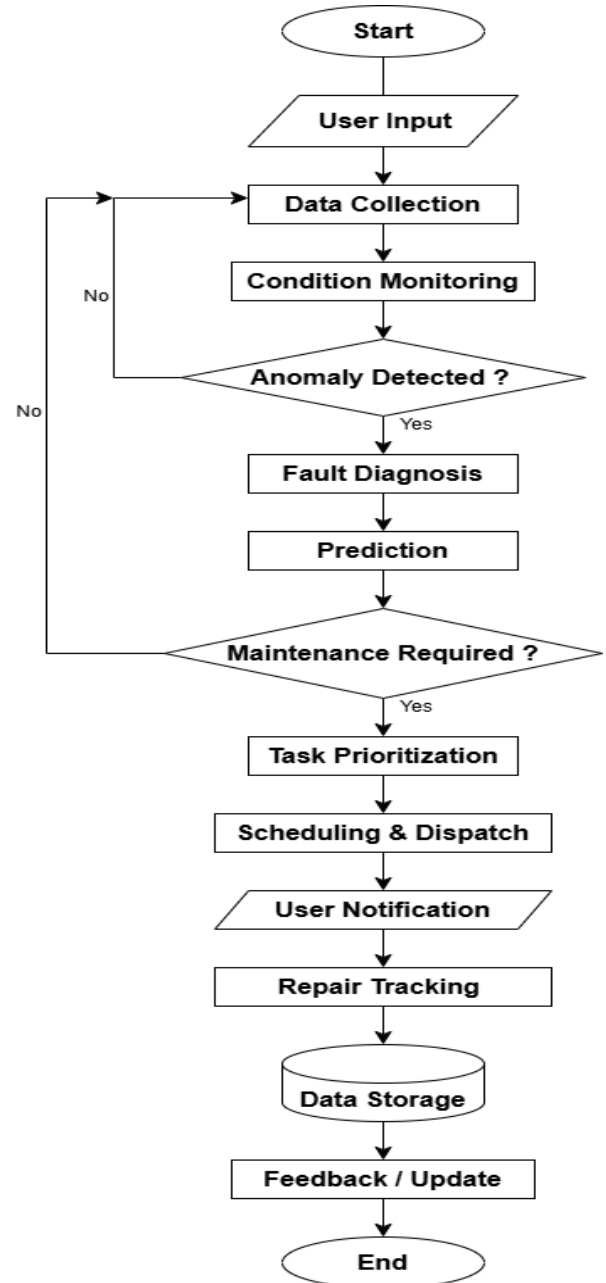 Start
User Input
Data Collection
Condition Monitoring
No
Anomaly Detected ?
No
Yes
Fault Diagnosis
Prediction
Maintenance Required ?
Yes
Task Prioritization
Scheduling & Dispatch
User Notification
Repair Tracking
Data Storage
Feedback / Update
End